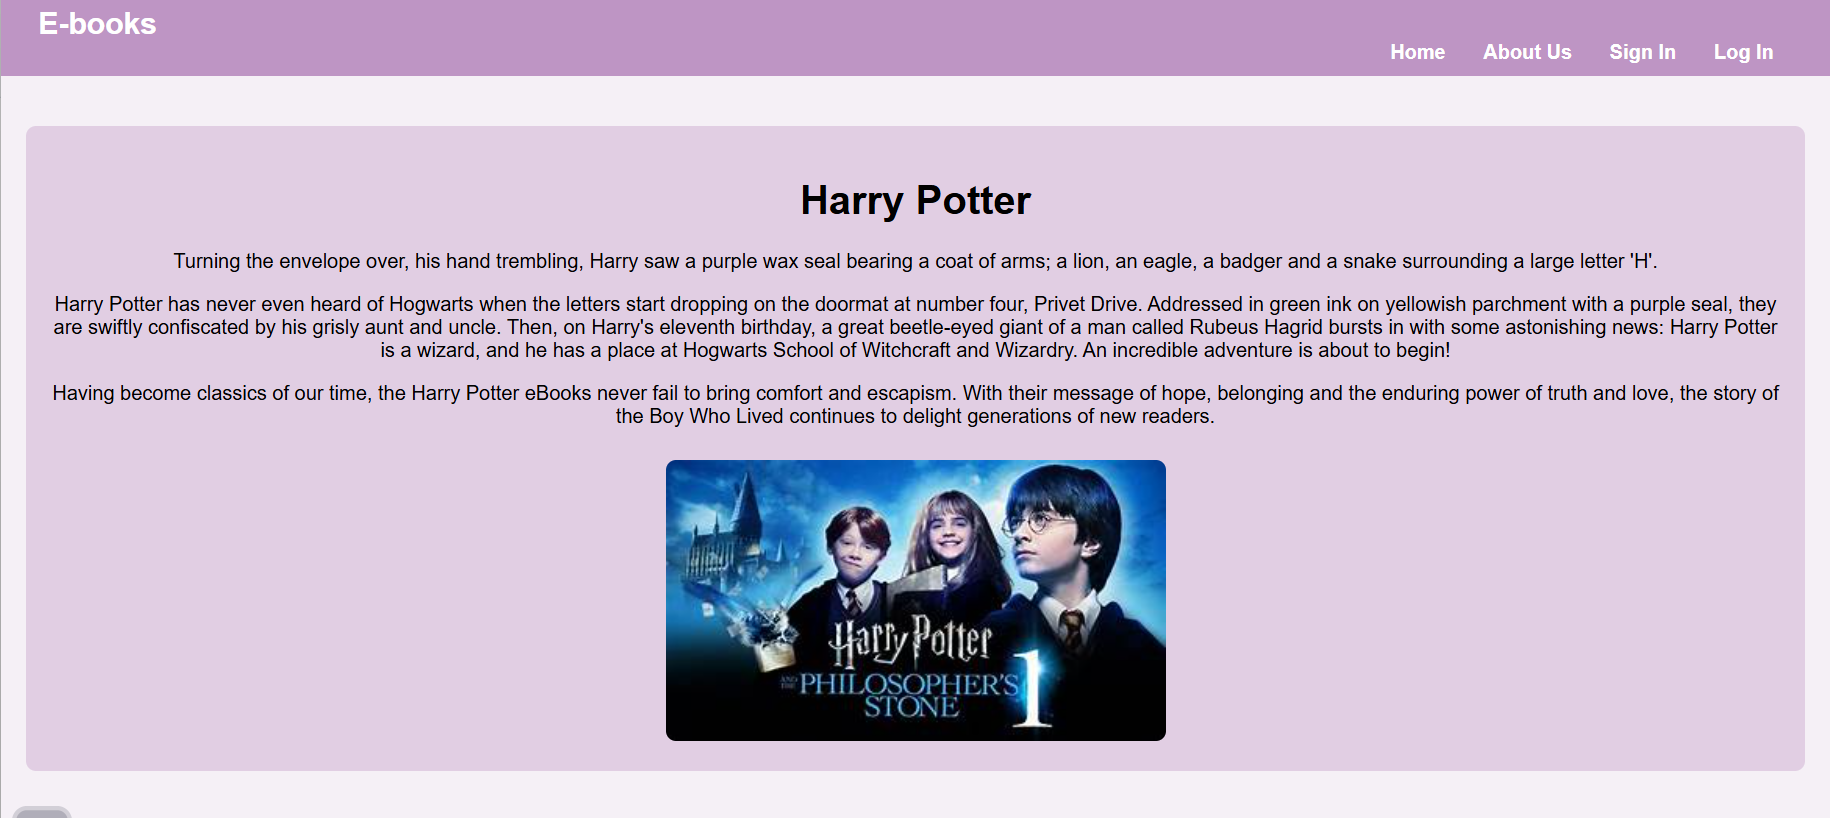 E-books
Home About Us Sign In Log In
Harry Potter
Turning the envelope over, his hand trembling, Harry saw a purple wax seal bearing a coat of arms; a lion, an eagle, a badger and a snake surrounding a large letter 'H'.
Harry Potter has never even heard of Hogwarts when the letters start dropping on the doormat at number four, Privet Drive. Addressed in green ink on yellowish parchment with a purple seal, they
are swiftly confiscated by his grisly aunt and uncle. Then, on Harry's eleventh birthday, a great beetle-eyed giant of a man called Rubeus Hagrid bursts in with some astonishing news: Harry Potter
is a wizard, and he has a place at Hogwarts School of Witchcraft and Wizardry. An incredible adventure is about to begin!
Having become classics of our time, the Harry Potter eBooks never fail to bring comfort and escapism. With their message of hope, belonging and the enduring power of truth and love, the story of
the Boy Who Lived continues to delight generations of new readers.
Harry Potter
AND THE PHILOSOPHER'S
STONE 1